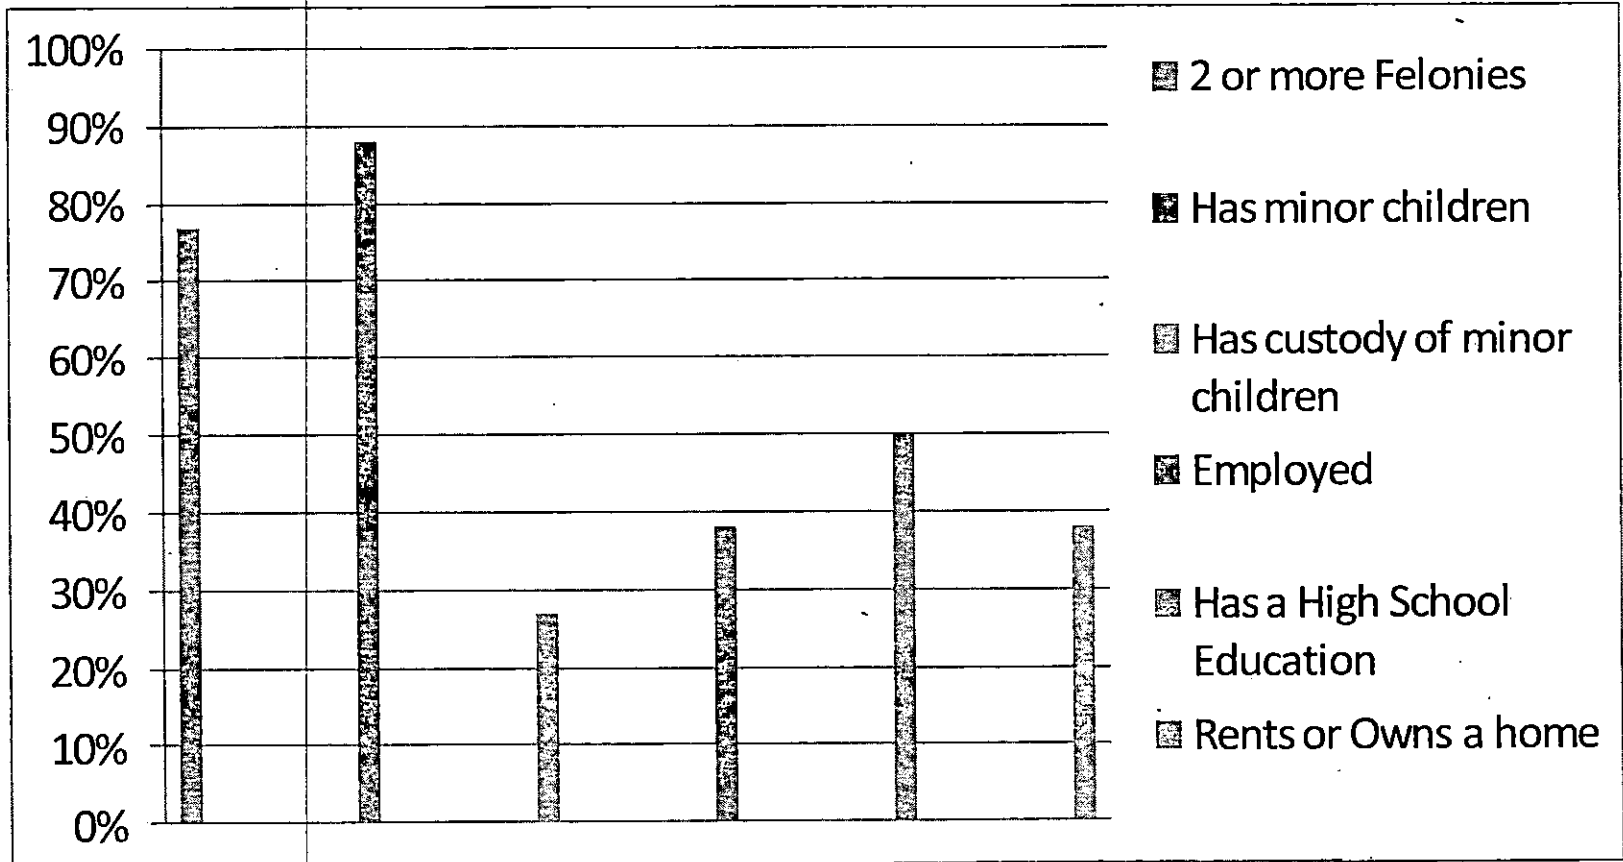 100%
90%
80%
70%
60%
50%
40%
30%
20%
10%
0%
2 or more Felonies
Has minor children
Has custody of minor
children
Employed
Has a High School
Education
Rents or Owns a home